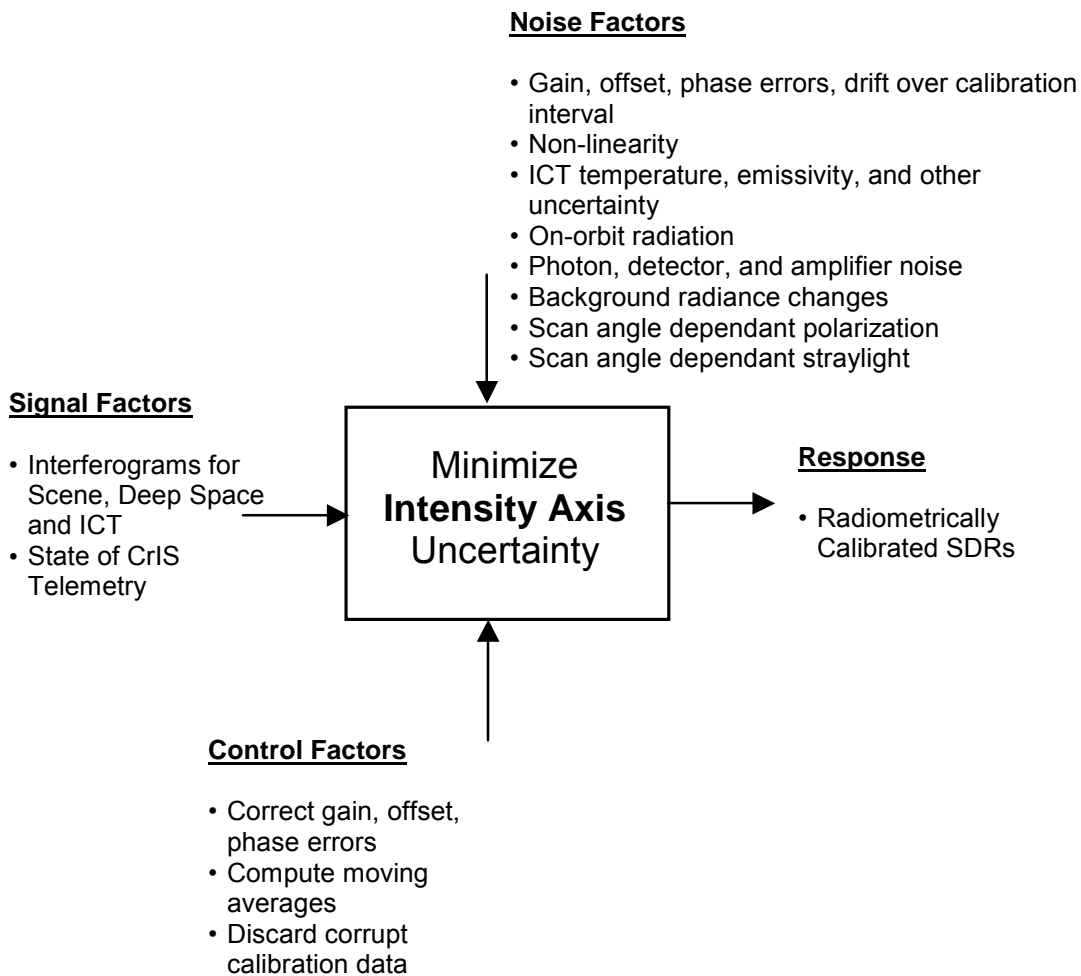 Noise Factors
• Gain, offset, phase errors, drift over calibration
interval
• Non-linearity
• ICT temperature, emissivity, and other
uncertainty
• On-orbit radiation
• Photon, detector, and amplifier noise
• Background radiance changes
• Scan angle dependant polarization
• Scan angle dependant straylight
Signal Factors
• Interferograms for
Scene, Deep Space
and ICT
• State of CrIS
Telemetry
Minimize
Intensity Axis
Uncertainty
Response
• Radiometrically
Calibrated SDRs
Control Factors
• Correct gain, offset,
phase errors
• Compute moving
averages
• Discard corrupt
calibration data